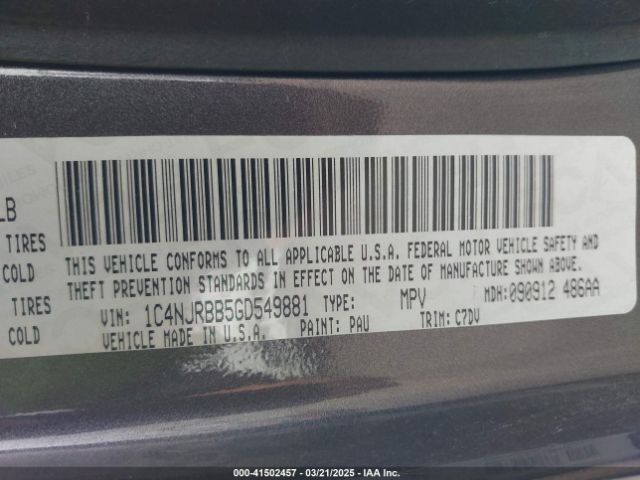 LB
TIRES
COLD
TIRES
COLD
THIS VEHICLE CONFORMS TO ALL APPLICABLE U.S.A. FEDERAL MOTOR VEHICLE SAFETY AND
THEFT PREVENTION STANDARDS IN EFFECT ON THE DATE OF MANUFACTURE SHOWN ABOVE.
VIN: 1C4NJRBB5GD549881 TYPE: MPV MDH:090912 486AA
VEHICLE MADE IN U.S.A. PAINT: PAU TRIM: C7DV
000-41502457 - 03/21/2025 - IAA Inc.